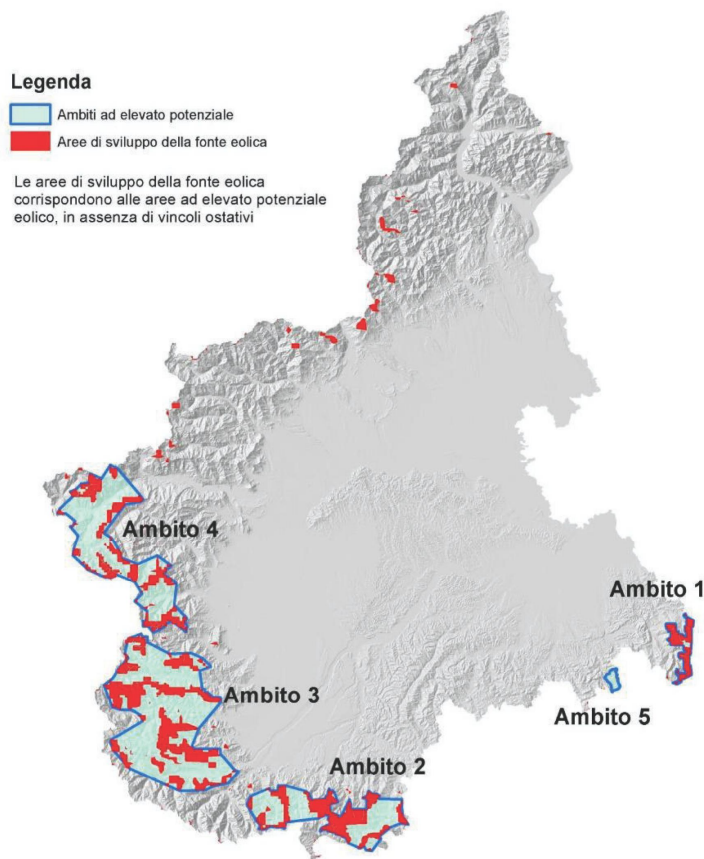 Legenda
Ambiti ad elevato potenziale
Aree di sviluppo della fonte eolica
Le aree di sviluppo della fonte eolica
corrispondono alle aree ad elevato potenziale
eolico, in assenza di vincoli ostativi
Ambito 4
Ambito 1
Ambito 3
Ambito 5
Ambito 2